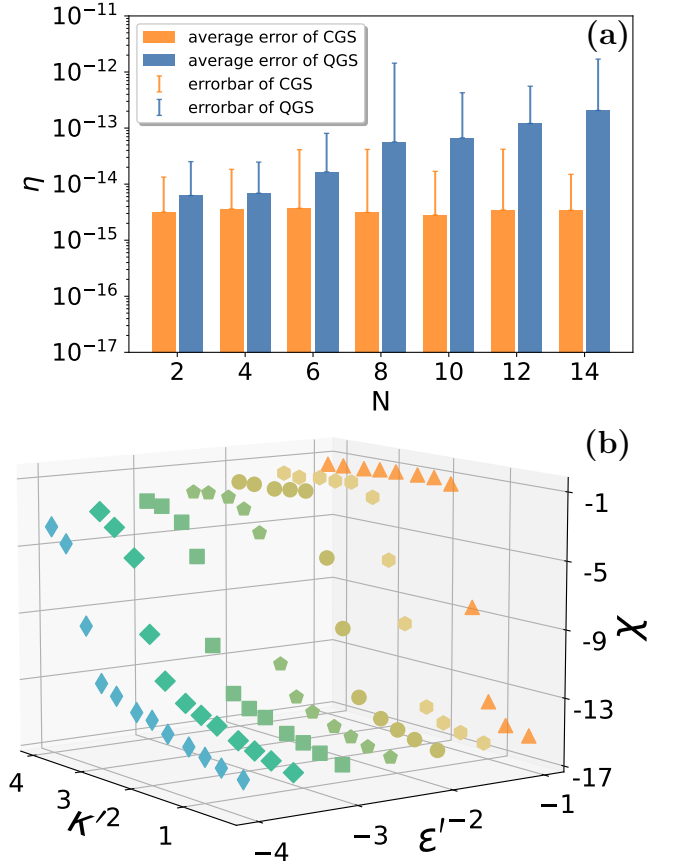 10⁻¹¹
average error of CGS
average error of QGS
errorbar of CGS
errorbar of QGS
(a)
10⁻¹²
10⁻¹³
10⁻¹⁴
10⁻¹⁵
10⁻¹⁶
10⁻¹⁷
η
2 4 6 8 10 12 14
N
(b)
-1
-5
-9
-13
-17
χ
4
3
2
1
κ′
−4
−3
−2
−1
ε′⁻²